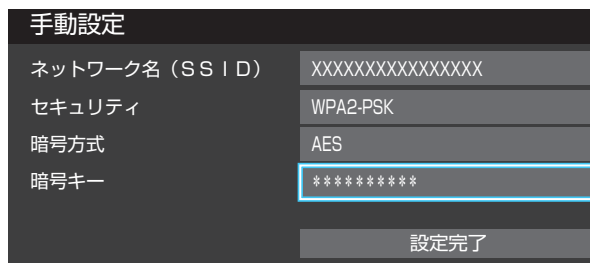 手動設定
ネットワーク名（ＳＳＩＤ） XXXXXXXXXXXXXXXX
セキュリティ WPA2-PSK
暗号方式 AES
暗号キー **********
設定完了